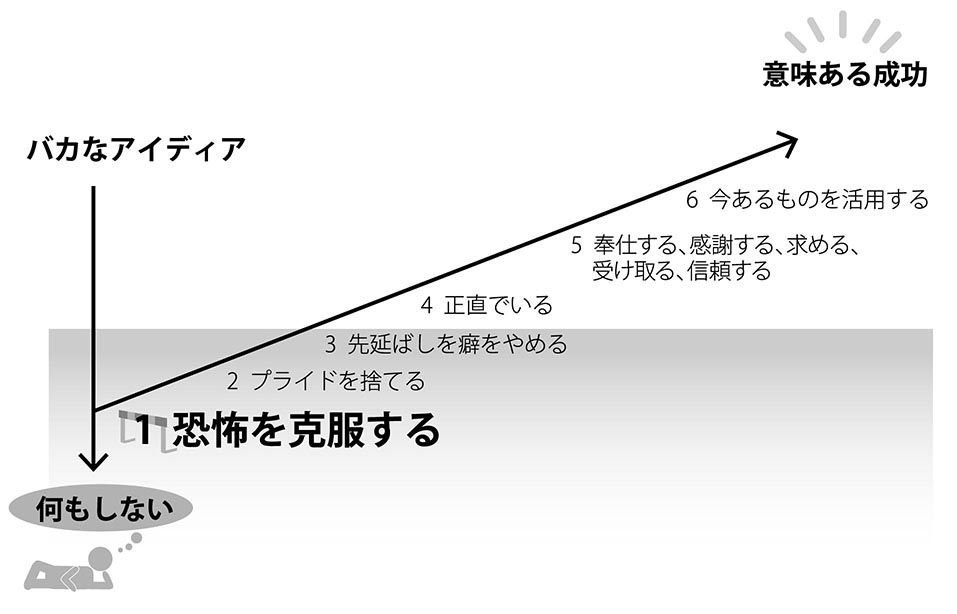 意味ある成功
バカなアイディア
6 今あるものを活用する
5 奉仕する、感謝する、求める、
受け取る、信頼する
4 正直でいる
3 先延ばしを癖をやめる
2 プライドを捨てる
1 恐怖を克服する
何もしない